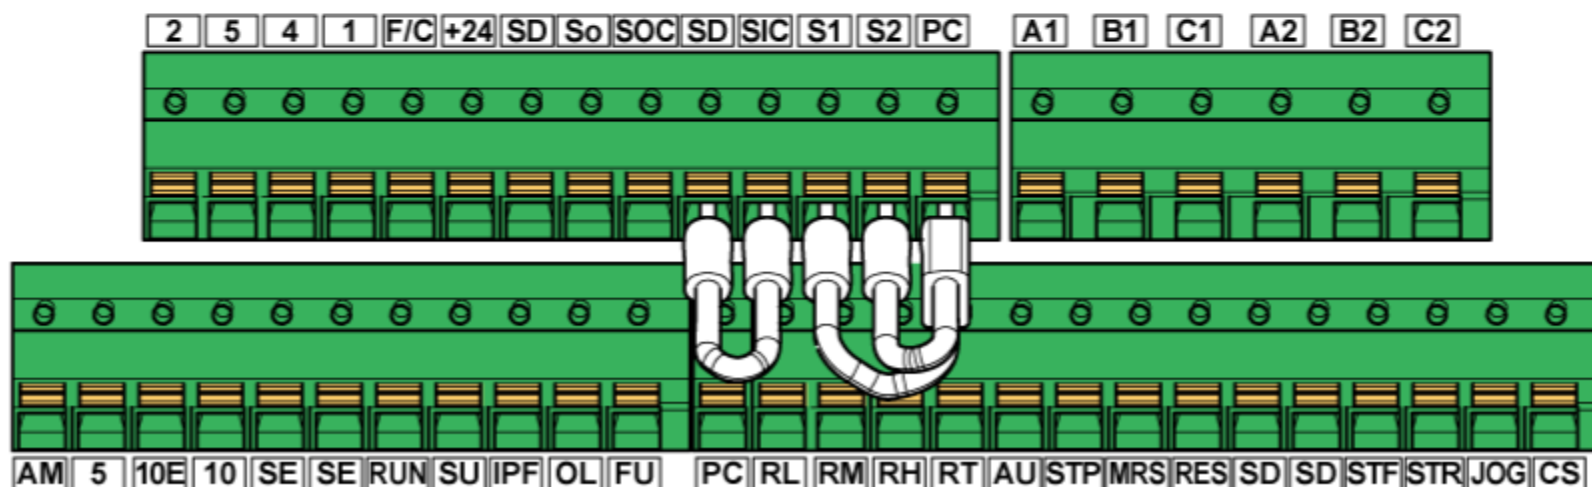 2 5 4 1 F/C +24 SD So SOC SD SIC S1 S2 PC A1 B1 C1 A2 B2 C2
AM 5 10E 10 SE SE RUN SU IPF OL FU PC RL RM RH RT AU STP MRS RES SD SD STF STR JOG CS